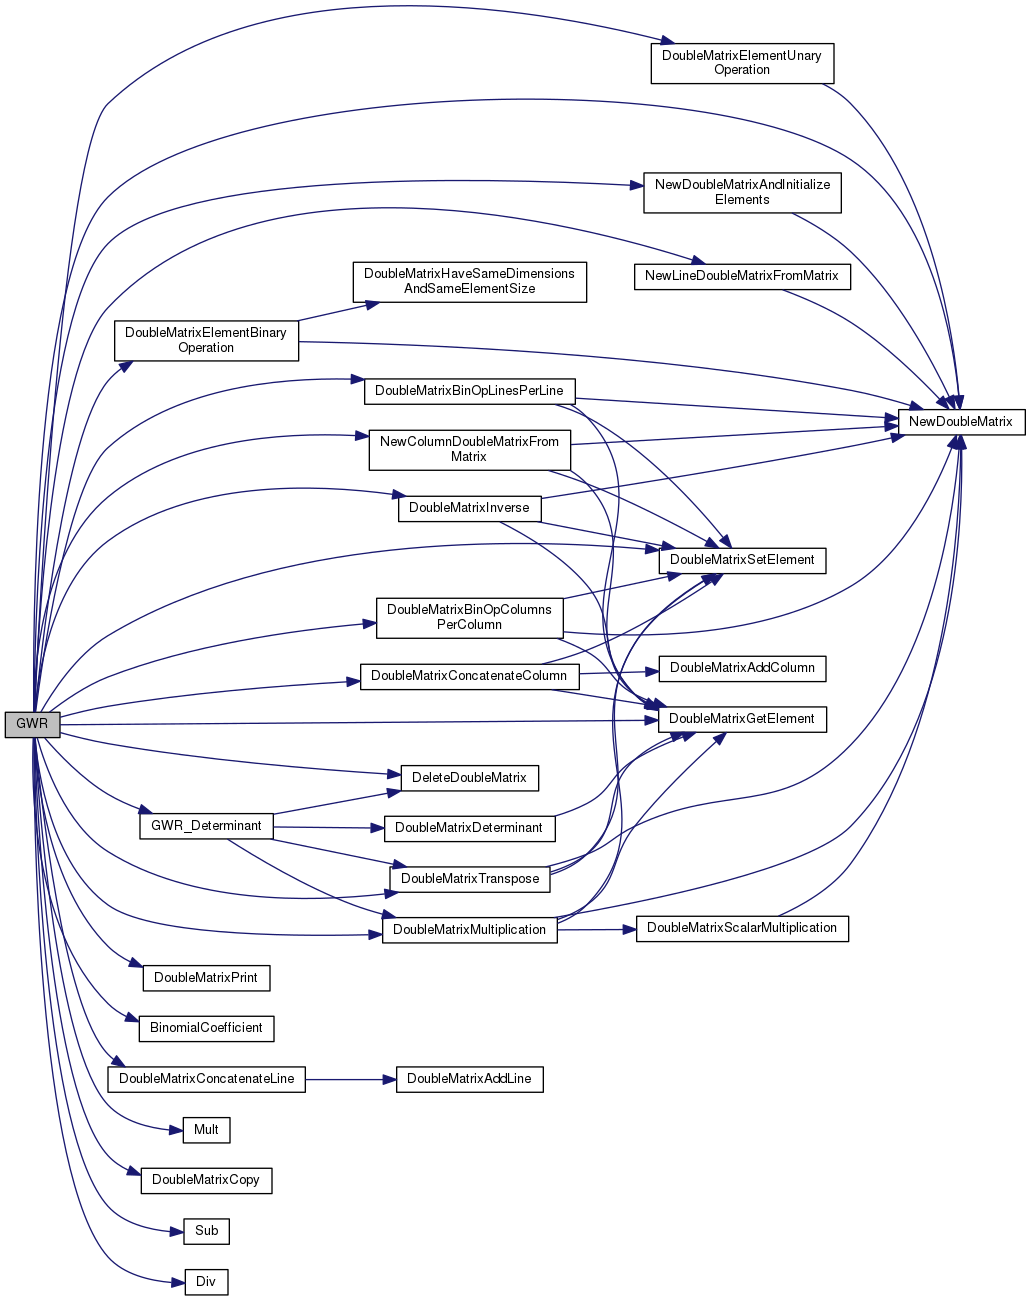 DoubleMatrixElementUnary
Operation
NewDoubleMatrixAndInitialize
Elements
NewLineDoubleMatrixFromMatrix
DoubleMatrixHaveSameDimensions
AndSameElementSize
DoubleMatrixElementBinary
Operation
DoubleMatrixBinOpLinesPerLine
NewDoubleMatrix
NewColumnDoubleMatrixFrom
Matrix
DoubleMatrixInverse
DoubleMatrixSetElement
DoubleMatrixBinOpColumns
PerColumn
DoubleMatrixConcatenateColumn
DoubleMatrixAddColumn
GWR
DoubleMatrixGetElement
DeleteDoubleMatrix
GWR_Determinant
DoubleMatrixDeterminant
DoubleMatrixTranspose
DoubleMatrixMultiplication
DoubleMatrixScalarMultiplication
DoubleMatrixPrint
BinomialCoefficient
DoubleMatrixConcatenateLine
DoubleMatrixAddLine
Mult
DoubleMatrixCopy
Sub
Div